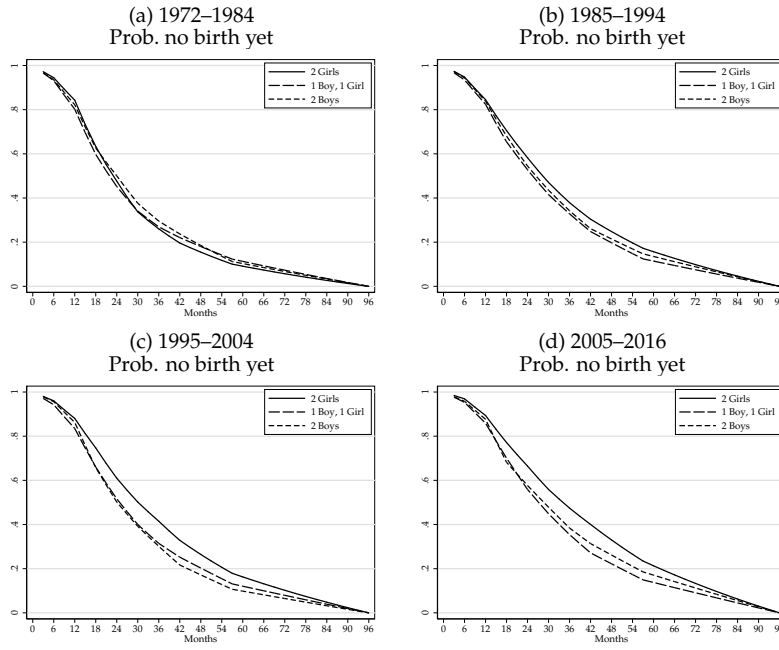 (a) 1972–1984
Prob. no birth yet
0 .2 .4 .6 .8 1
2 Girls
1 Boy, 1 Girl
2 Boys
0 6 12 18 24 30 36 42 48 54 60 66 72 78 84 90 96
Months
(b) 1985–1994
Prob. no birth yet
0 .2 .4 .6 .8 1
2 Girls
1 Boy, 1 Girl
2 Boys
0 6 12 18 24 30 36 42 48 54 60 66 72 78 84 90 96
Months
(c) 1995–2004
Prob. no birth yet
0 .2 .4 .6 .8 1
2 Girls
1 Boy, 1 Girl
2 Boys
0 6 12 18 24 30 36 42 48 54 60 66 72 78 84 90 96
Months
(d) 2005–2016
Prob. no birth yet
0 .2 .4 .6 .8 1
2 Girls
1 Boy, 1 Girl
2 Boys
0 6 12 18 24 30 36 42 48 54 60 66 72 78 84 90 96
Months